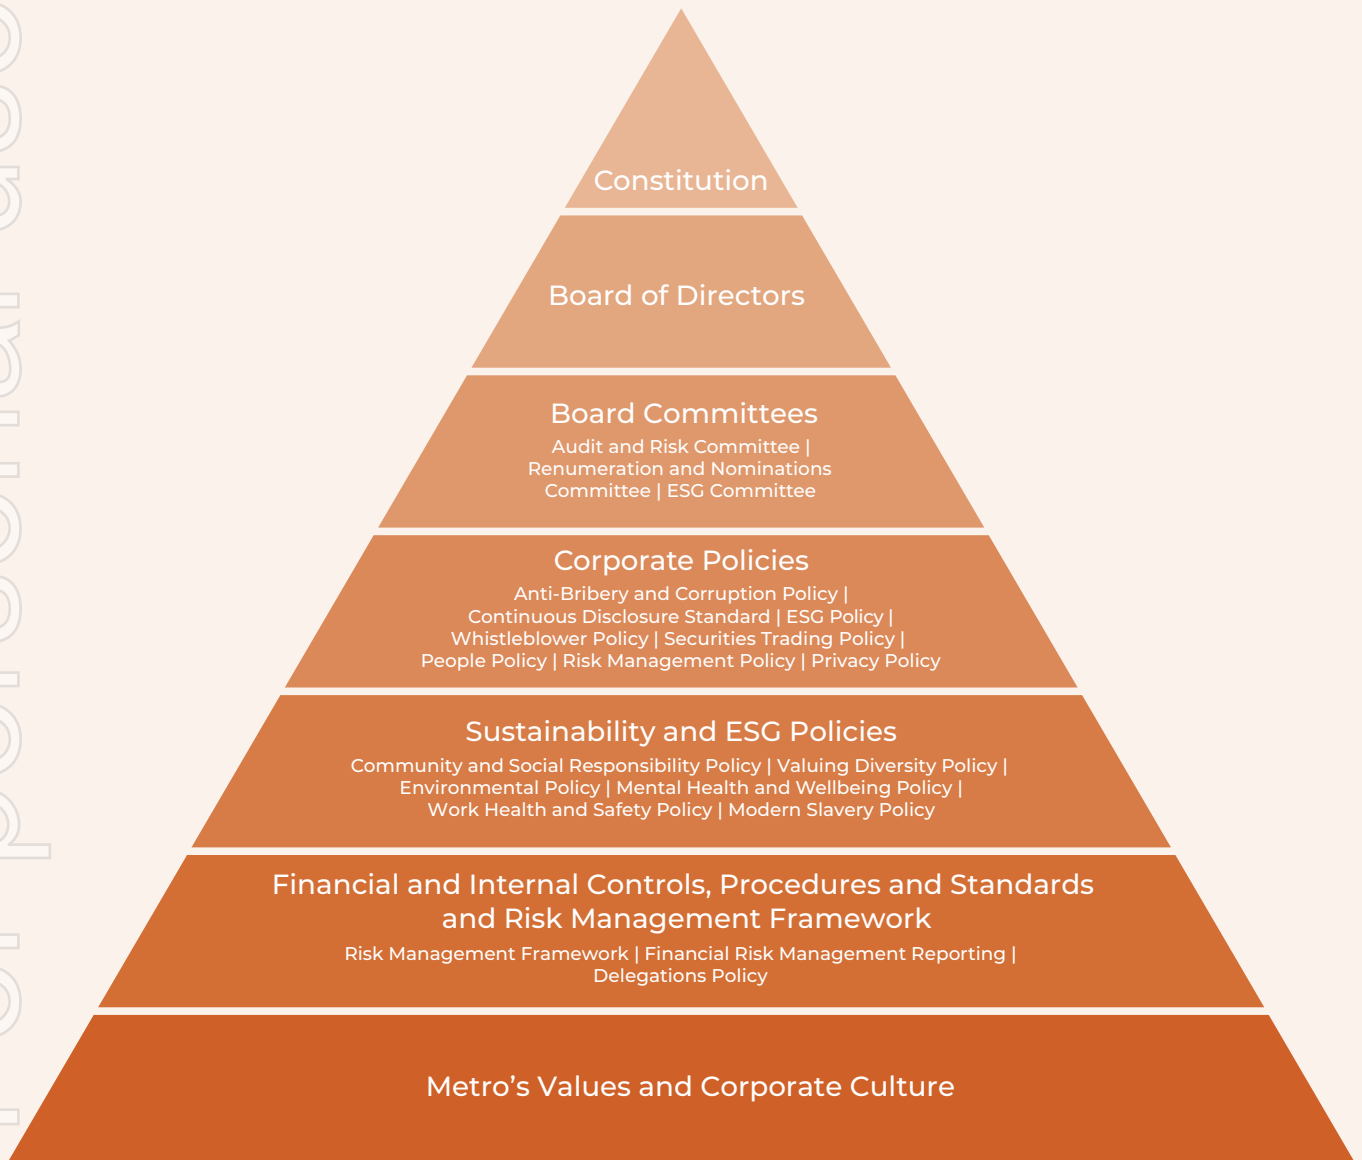 Constitution
Board of Directors
Board Committees
Audit and Risk Committee |
Renumeration and Nominations
Committee | ESG Committee
Corporate Policies
Anti-Bribery and Corruption Policy |
Continuous Disclosure Standard | ESG Policy |
Whistleblower Policy | Securities Trading Policy |
People Policy | Risk Management Policy | Privacy Policy
Sustainability and ESG Policies
Community and Social Responsibility Policy | Valuing Diversity Policy |
Environmental Policy | Mental Health and Wellbeing Policy |
Work Health and Safety Policy | Modern Slavery Policy
Financial and Internal Controls, Procedures and Standards
and Risk Management Framework
Risk Management Framework | Financial Risk Management Reporting |
Delegations Policy
Metro's Values and Corporate Culture